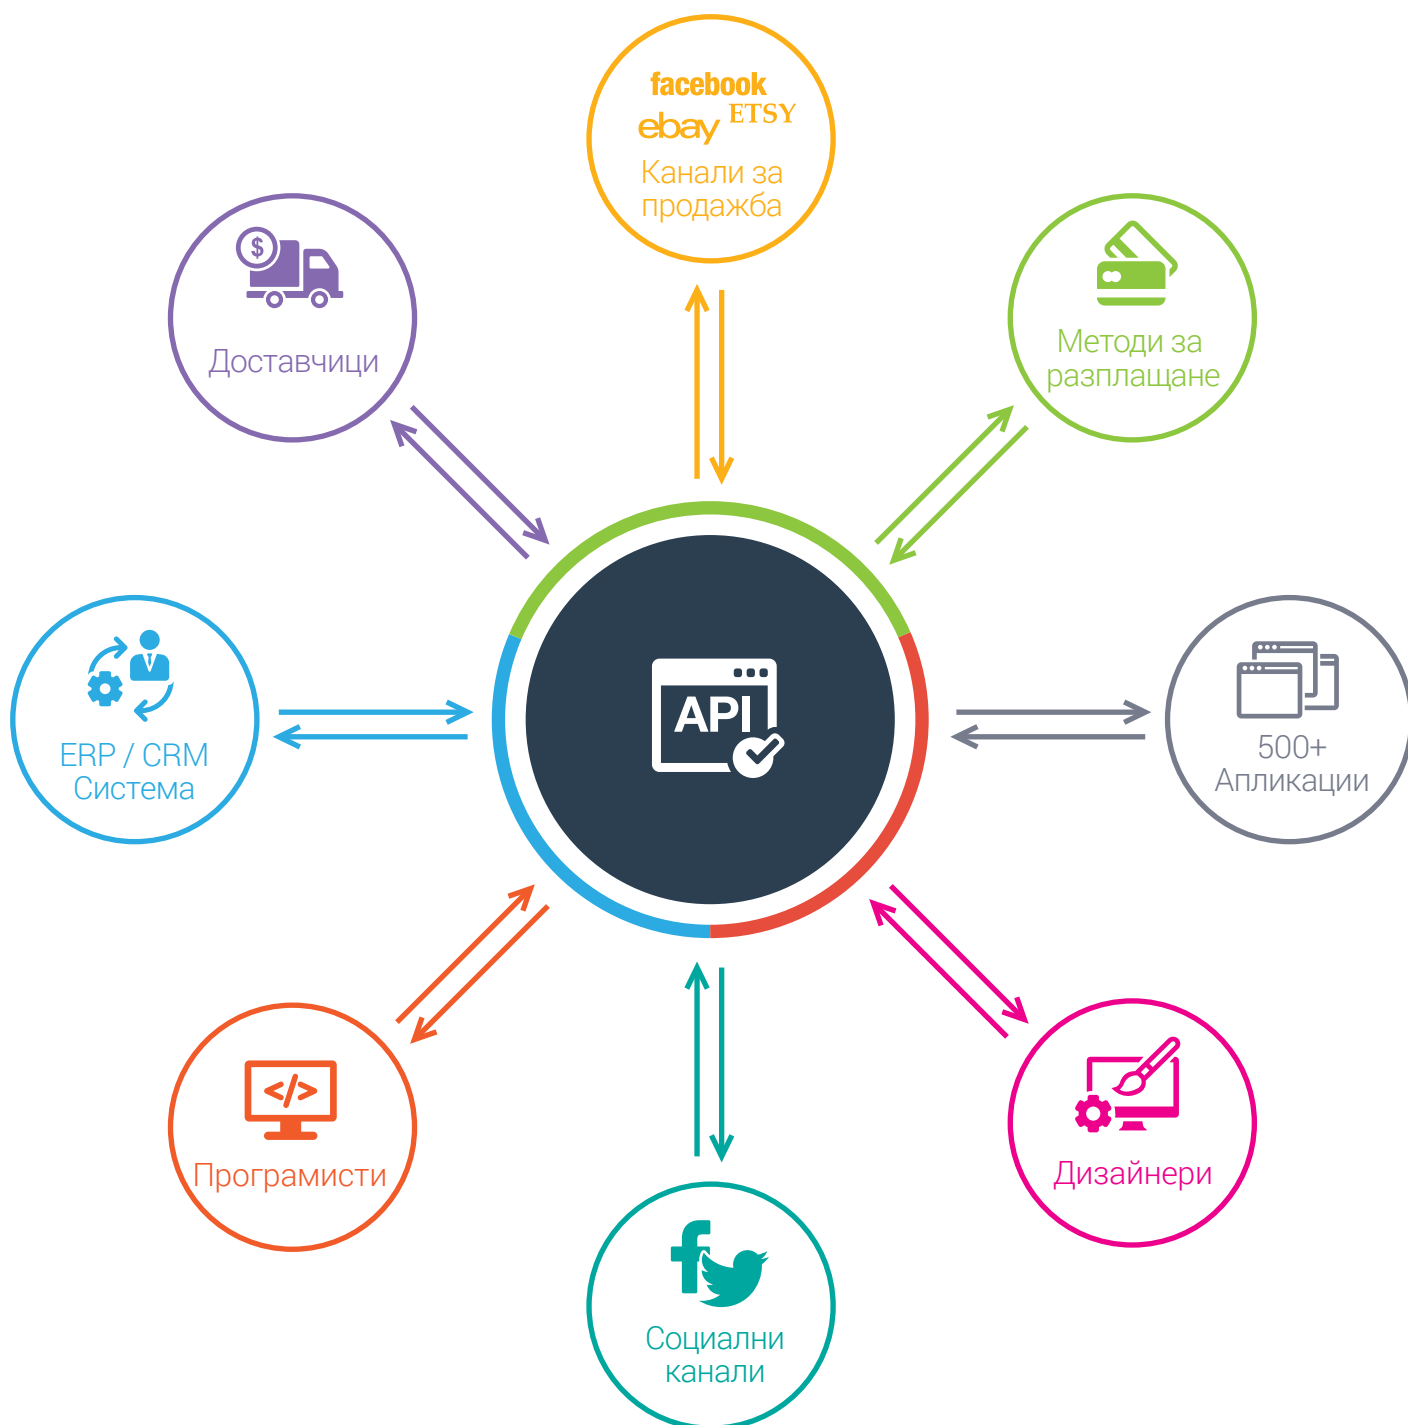 facebook
ebay ETSY
Канали за
продажба
$
Доставчици
Методи за
разплащане
API
ERP / CRM
Система
500+
Апликации
</>
Програмисти
Дизайнери
f
Социални
канали